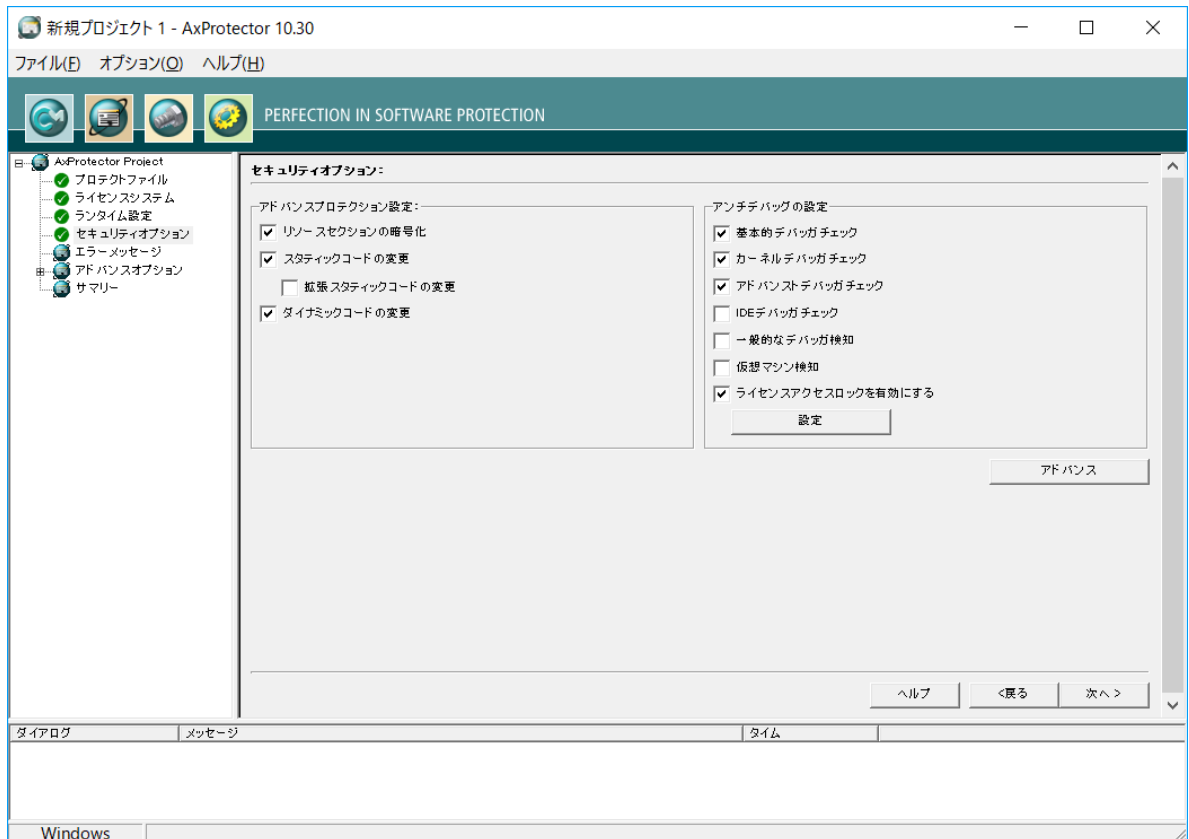 新規プロジェクト 1 - AxProtector 10.30
ファイル(F) オプション(O) ヘルプ(H)
PERFECTION IN SOFTWARE PROTECTION
AxProtector Project
プロテクトファイル
ライセンスシステム
ランタイム設定
セキュリティオプション
エラーメッセージ
アドバンスオプション
サマリー
セキュリティオプション:
アドバンスプロテクション設定:
リソースセクションの暗号化
スタティックコードの変更
拡張スタティックコードの変更
ダイナミックコードの変更
アンチデバッグの設定
基本的デバッガチェック
カーネルデバッガチェック
アドバンストデバッガチェック
IDEデバッガチェック
一般的なデバッガ検知
仮想マシン検知
ライセンスアクセスロックを有効にする
設定
アドバンス
ヘルプ
<戻る
次へ>
ダイアログ メッセージ タイム
Windows